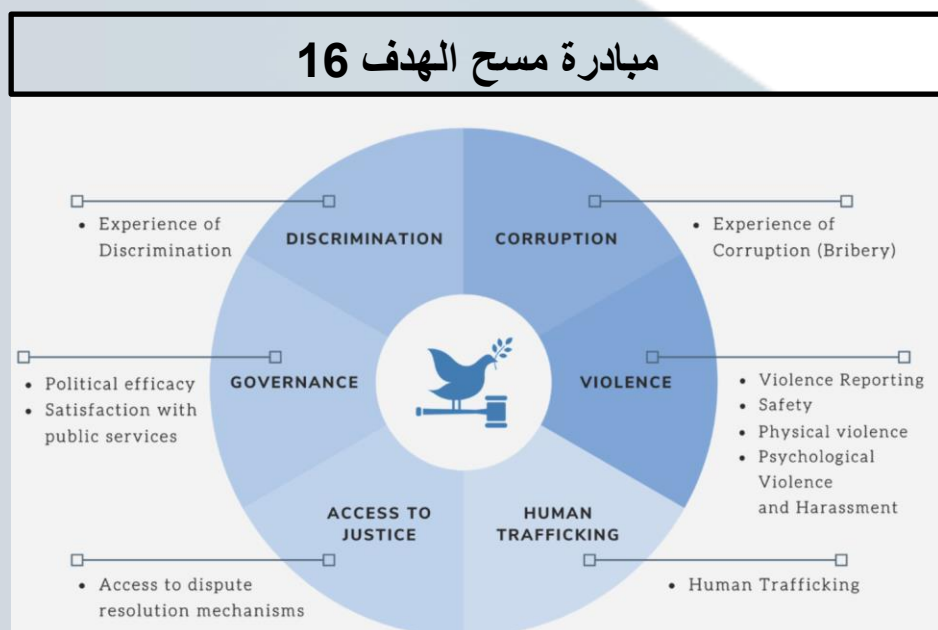 مبادرة مسح الهدف 16
• Experience of
Discrimination
DISCRIMINATION
CORRUPTION
• Experience of
Corruption (Bribery)
• Political efficacy
• Satisfaction with
public services
GOVERNANCE
VIOLENCE
• Violence Reporting
• Safety
• Physical violence
• Psychological
Violence
and Harassment
ACCESS TO
JUSTICE
HUMAN
TRAFFICKING
• Access to dispute
resolution mechanisms
• Human Trafficking